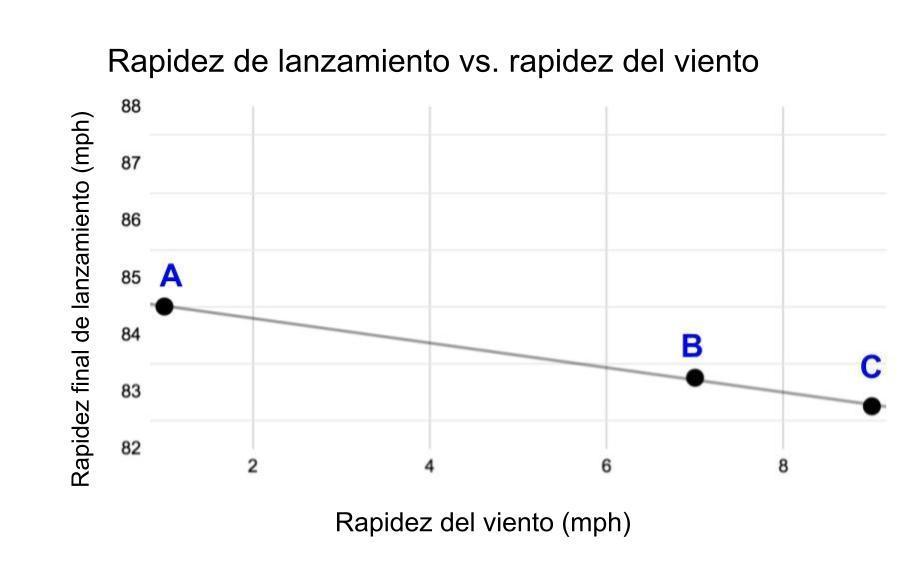 Rapidez de lanzamiento vs. rapidez del viento
Rapidez final de lanzamiento (mph)
88
87
86
85
84
83
82
A
B
C
2 4 6 8
Rapidez del viento (mph)